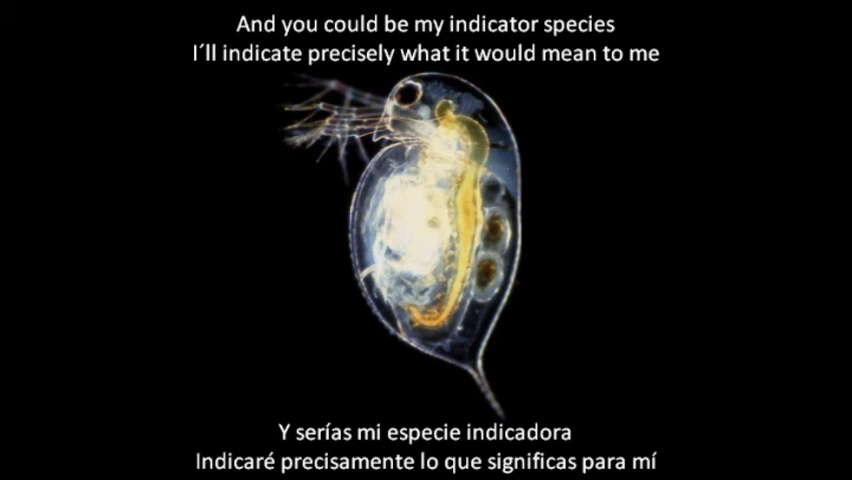 And you could be my indicator species
I´ll indicate precisely what it would mean to me
Y serías mi especie indicadora
Indicaré precisamente lo que significas para mí